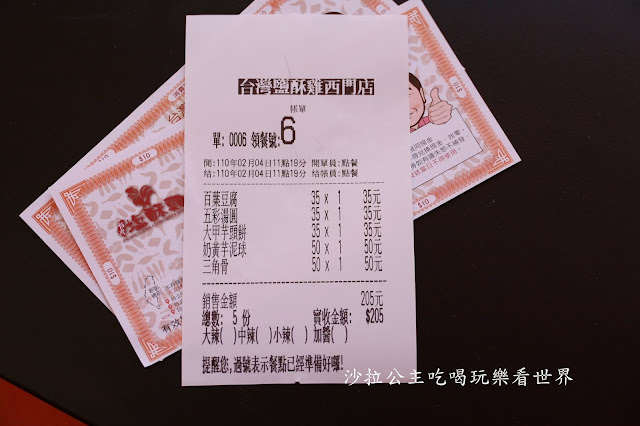 台灣鹽酥雞西門店
帳單
單: 0006 領餐號:6
開:110年02月04日11點19分 開單員:點餐
結:110年02月04日11點19分 結帳員:點餐
百葉豆腐 35 x 1 35元
五彩湯圓 35 x 1 35元
大甲芋頭餅 35 x 1 35元
奶黃芋泥球 50 x 1 50元
三角骨 50 x 1 50元
銷售金額 205元
總數: 5 份 實收金額: $205
大辣( )中辣( )小辣( ) 加醬( )
提醒您,過號表示餐點已經準備好囉!
沙拉公主吃喝玩樂看世界
$10
$10
$10
$10